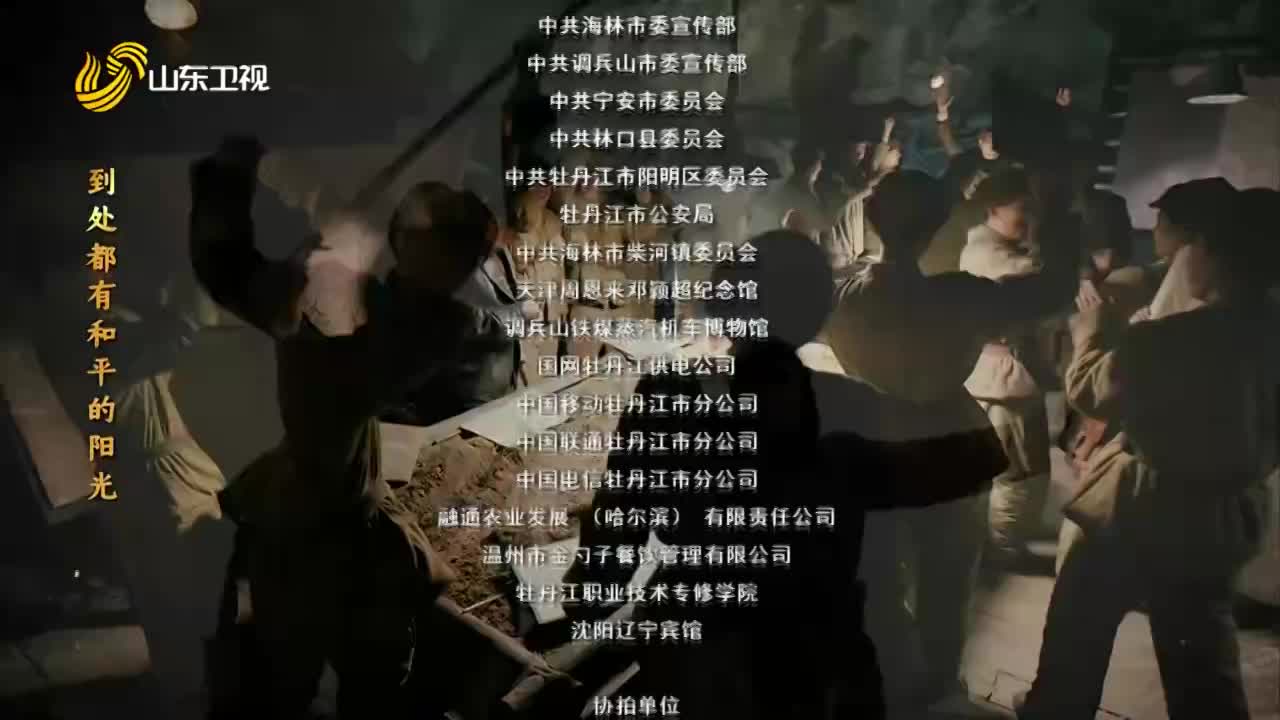 中共海林市委宣传部
中共调兵山市委宣传部
山东卫视
中共宁安市委员会
中共林口县委员会
中共牡丹江市阳明区委员会
到处都有和平的阳光
牡丹江市公安局
中共海林市柴河镇委员会
天津周恩来邓颖超纪念馆
调兵山铁煤蒸汽机车博物馆
国网牡丹江供电公司
中国移动牡丹江市分公司
中国联通牡丹江市分公司
中国电信牡丹江市分公司
融通农业发展 （哈尔滨） 有限责任公司
温州市金勺子餐饮管理有限公司
牡丹江职业技术专修学院
沈阳辽宁宾馆
协拍单位